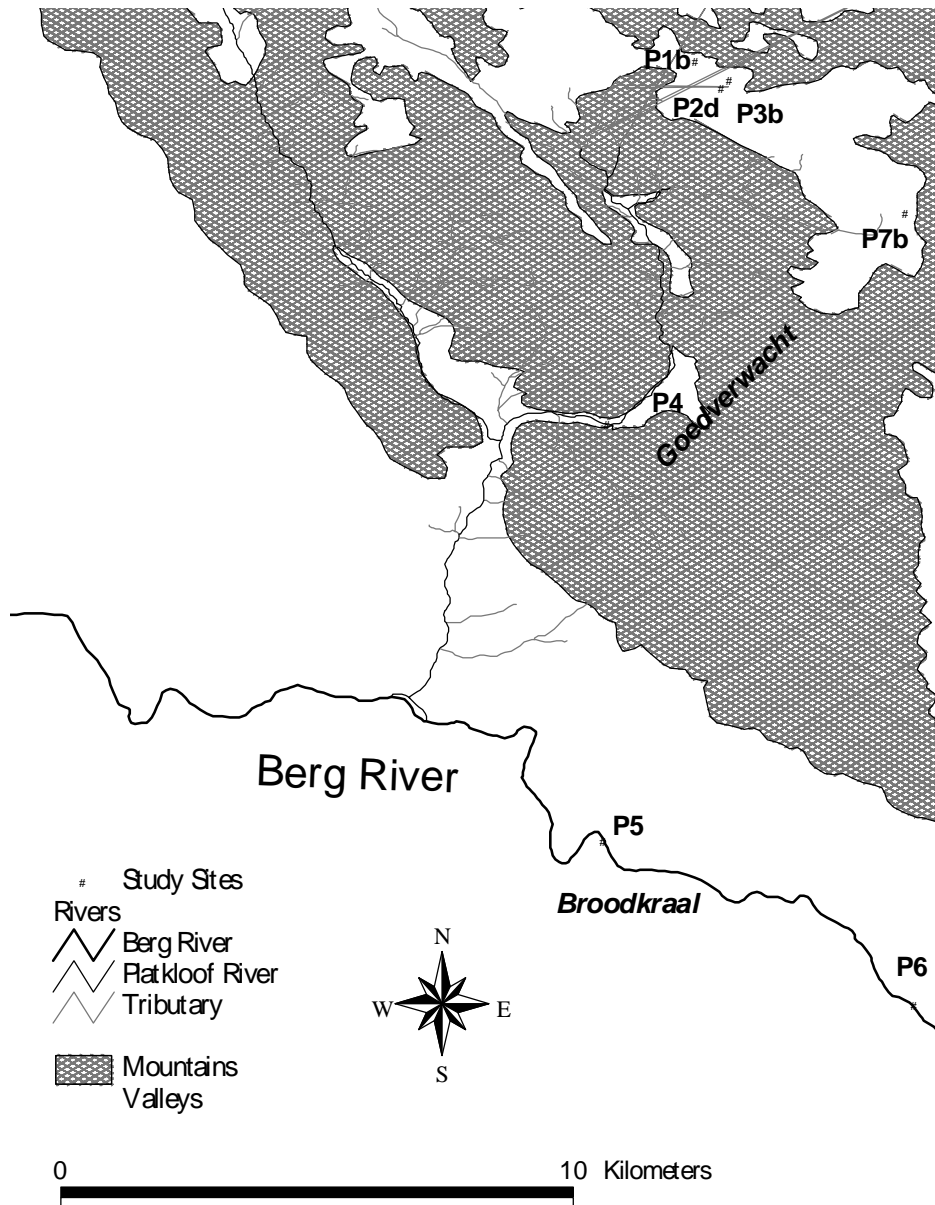 P1b #
#
#
P2d P3b
#
P7b
Goedverwacht
P4
#
Berg River
P5
#
Broodkraal
P6
#
# Study Sites
Rivers
Berg River
Platkloof River
Tributary
Mountains
Valleys
N
W E
S
0 10 Kilometers